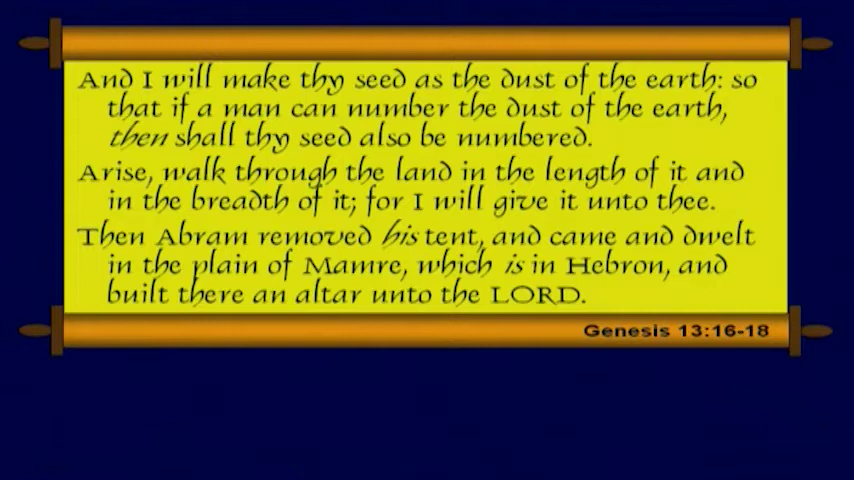 And I will make thy seed as the dust of the earth: so
that if a man can number the dust of the earth,
then shall thy seed also be numbered.
Arise, walk through the land in the length of it and
in the breadth of it; for I will give it unto thee.
Then Abram removed his tent, and came and dwelt
in the plain of Mamre, which is in Hebron, and
built there an altar unto the LORD.
Genesis 13:16-18